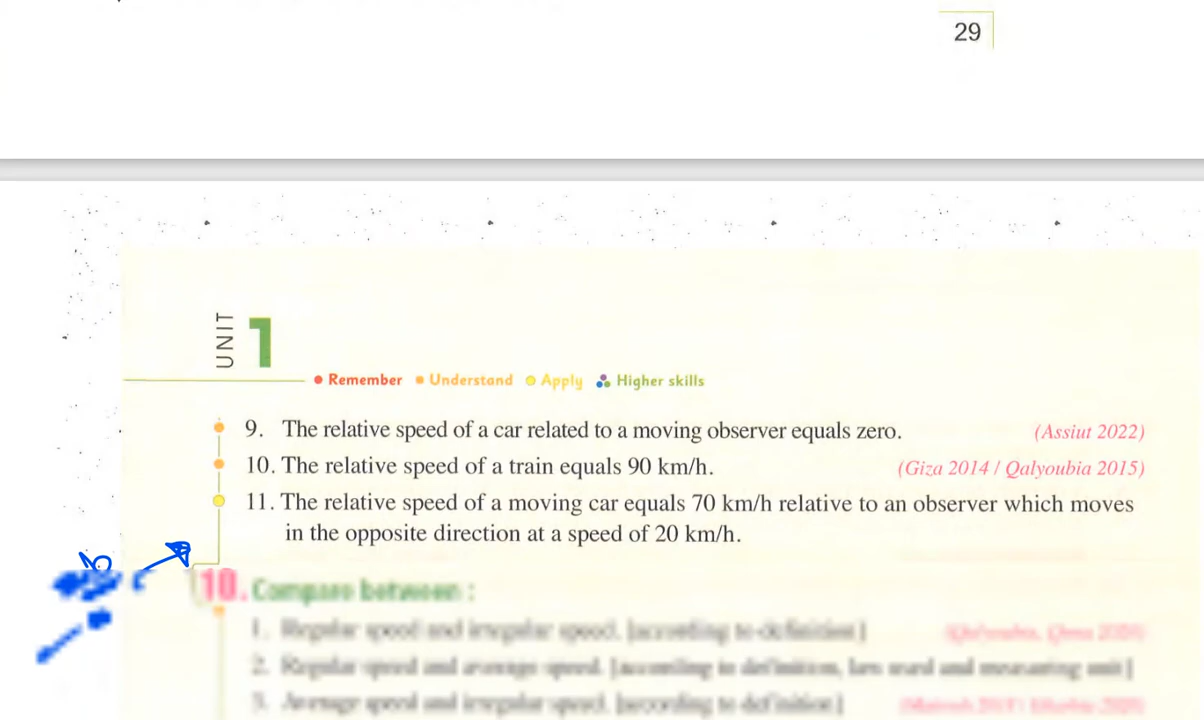 29
UNIT 1
Remember Understand Apply Higher skills
9. The relative speed of a car related to a moving observer equals zero. (Assiut 2022)
10. The relative speed of a train equals 90 km/h. (Giza 2014 / Qalyoubia 2015)
11. The relative speed of a moving car equals 70 km/h relative to an observer which moves
in the opposite direction at a speed of 20 km/h.
10. Compare between :
1. Regular speed and irregular speed. [according to definition]
2. Regular speed and average speed. [according to definition, law used and measuring unit]
3. Average speed and irregular speed. [according to definition]